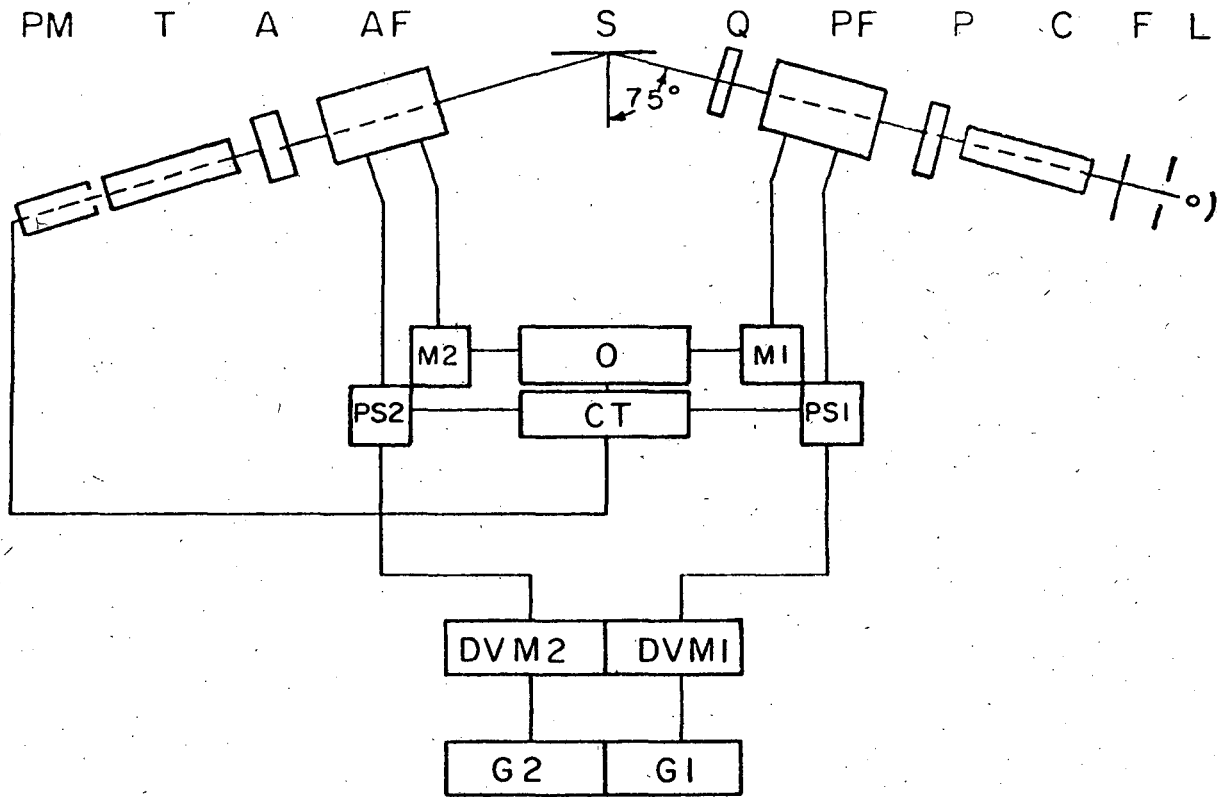 PM T A AF S Q PF P C F L
75°
M2 O M1
PS2 CT PS1
DVM2 DVM1
G2 G1